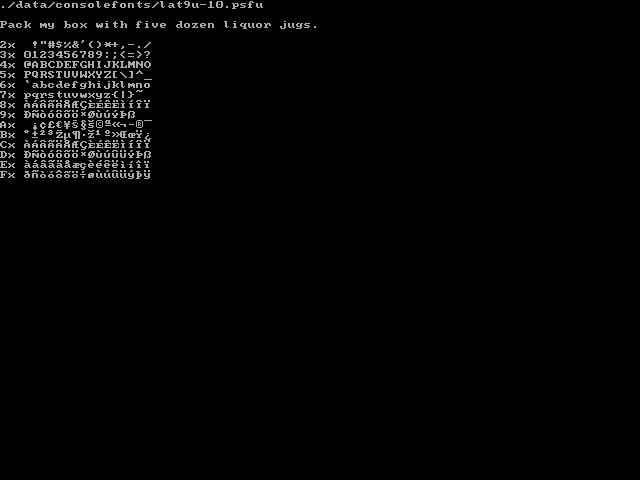 ./data/consolefonts/lat9u-10.psfu
Pack my box with five dozen liquor jugs.
2x  !"#$%&'()*+,-./
3x 0123456789:;<=>?
4x @ABCDEFGHIJKLMNO
5x PQRSTUVWXYZ[\]^_
6x `abcdefghijklmno
7x pqrstuvwxyz{|}~
8x ÀÁÂÃÄÅÆÇÈÉÊËÌÍÎÏ
9x ÐÑÒÓÔÕÖ×ØÙÚÝÞß
Ax  ¡¢£€¥Š§š©ª«¬-®¯
Bx °±²³Žµ¶·ž¹º»ŒœŸ¿
Cx ÀÁÂÃÄÅÆÇÈÉÊËÌÍÎÏ
Dx ÐÑÒÓÔÕÖ×ØÙÚÛÜÝÞß
Ex àáâãäåæçèéêëìíîï
Fx ðñòóôõö÷øùúûüýþÿ